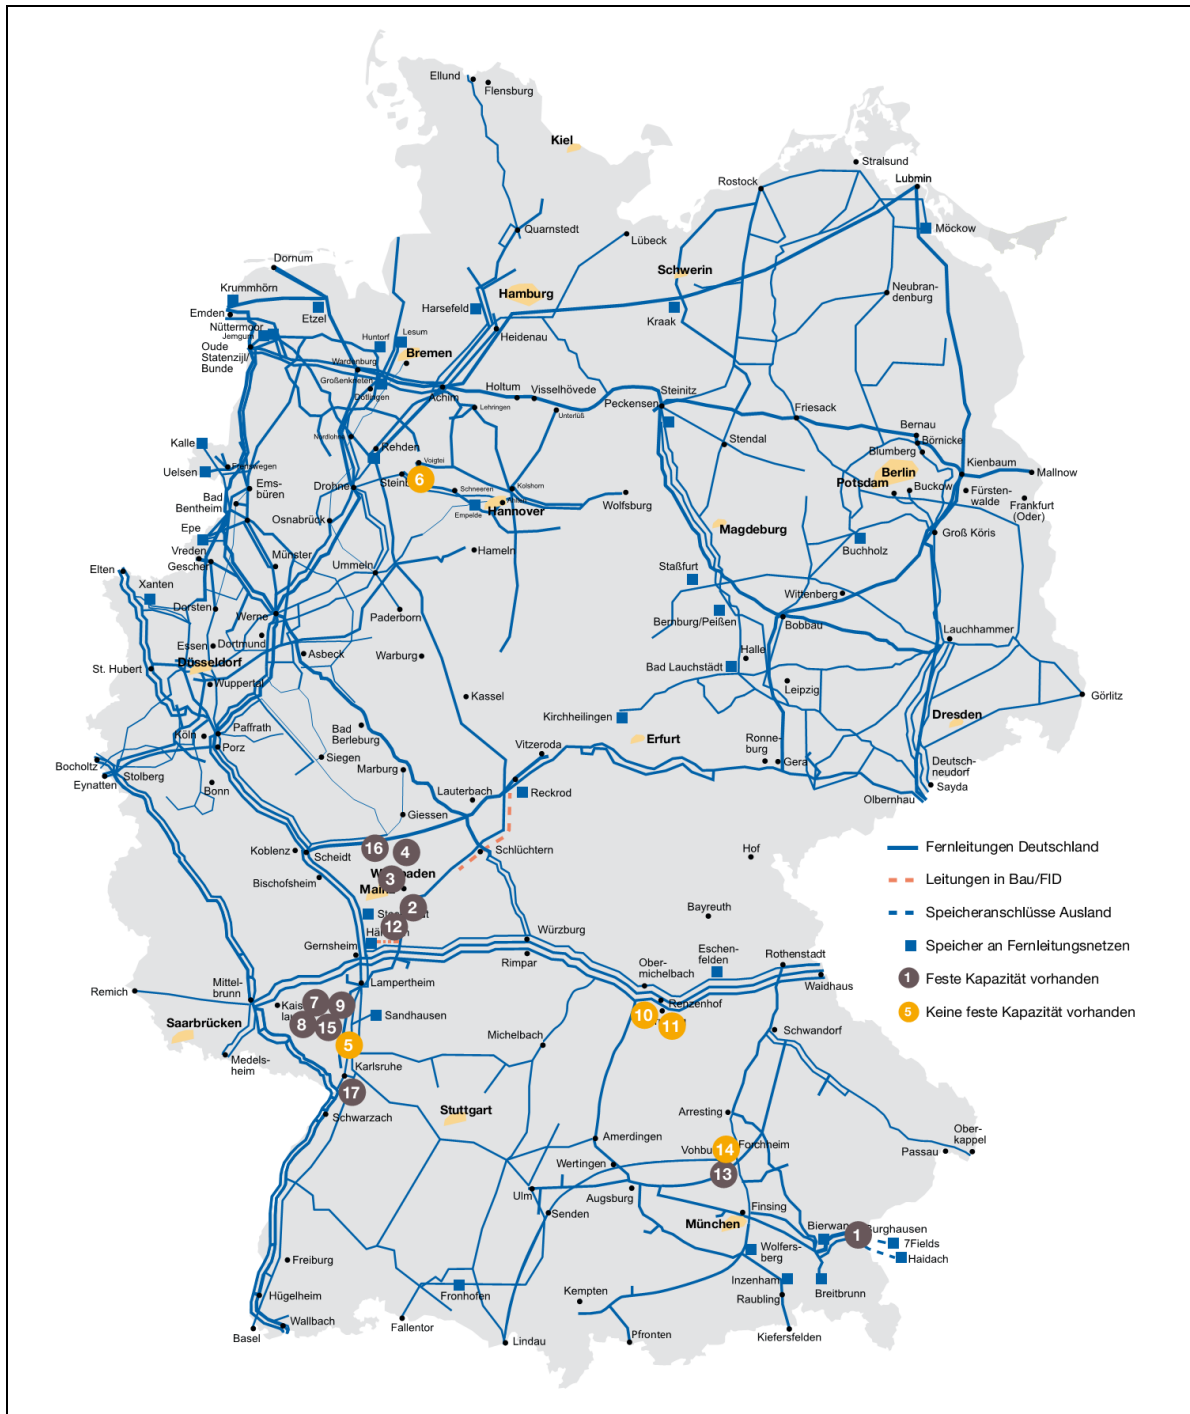 Ellund
Flensburg
Kiel
Stralsund
Rostock
Lubmin
Quarnstedt
Lübeck
Möckow
Dornum
Schwerin
Krummhörn
Hamburg
Neubran-
denburg
Emden
Etzel
Harsefeld
Kraak
Nüttermoor
Jemgum
Huntorf
Lesum
Heidenau
Oude
Statenzijl/
Bunde
Bremen
Wardenburg
Großenkneten
Dötlingen
Achim
Holtum
Visselhövede
Steinitz
Peckensen
Lehringen
Unterlüß
Friesack
Bernau
Börnicke
Blumberg
Nordlohne
Rehden
Stendal
Kalle
Voigtei
Kienbaum
Berlin
Mallnow
Uelsen
Frenswegen
6
Potsdam
Buckow
Fürsten-
walde
Frankfurt
(Oder)
Ems-
büren
Drohne
Schneeren
Kolshorn
Wolfsburg
Bad
Bentheim
Empelde
Hannover
Osnabrück
Magdeburg
Groß Köris
Epe
Buchholz
Vreden
Gescher
Münster
Hameln
Elten
Ummeln
Staßfurt
Xanten
Wittenberg
Dorsten
Werne
Paderborn
Bernburg/Peißen
Bobbau
Lauchhammer
Essen
Dortmund
Asbeck
Warburg
Halle
St. Hubert
Düsseldorf
Bad Lauchstädt
Wuppertal
Leipzig
Kassel
Görlitz
Kirchheilingen
Dresden
Köln
Paffrath
Bad
Berleburg
Porz
Vitzeroda
Erfurt
Ronne-
burg
Bocholtz
Siegen
Gera
Deutsch-
neudorf
Eynatten
Stolberg
Marburg
Bonn
Lauterbach
Reckrod
Sayda
Olbernhau
Giessen
Koblenz
Scheidt
16
4
Schlüchtern
Hof
Fernleitungen Deutschland
Bischofsheim
3
Leitungen in Bau/FID
2
12
Bayreuth
Speicheranschlüsse Ausland
Gernsheim
Würzburg
Eschen-
felden
Speicher an Fernleitungsnetzen
Rimpar
Ober-
michelbach
Rothenstadt
Waidhaus
1
Feste Kapazität vorhanden
Remich
Mittel-
brunn
Lampertheim
7
9
10
Renzenhof
11
5
Keine feste Kapazität vorhanden
Saarbrücken
8
15
Sandhausen
Michelbach
Schwandorf
5
Medels-
heim
Karlsruhe
17
Schwarzach
Stuttgart
Arresting
Ober-
kappel
Amerdingen
14
Forchheim
Passau
Wertingen
13
Ulm
Augsburg
Senden
München
Finsing
1
Burghausen
7Fields
Haidach
Freiburg
Wolfers-
berg
Inzenham
Breitbrunn
Hügelheim
Fronhofen
Kempten
Raubling
Wallbach
Basel
Fallentor
Lindau
Pfronten
Kiefersfelden